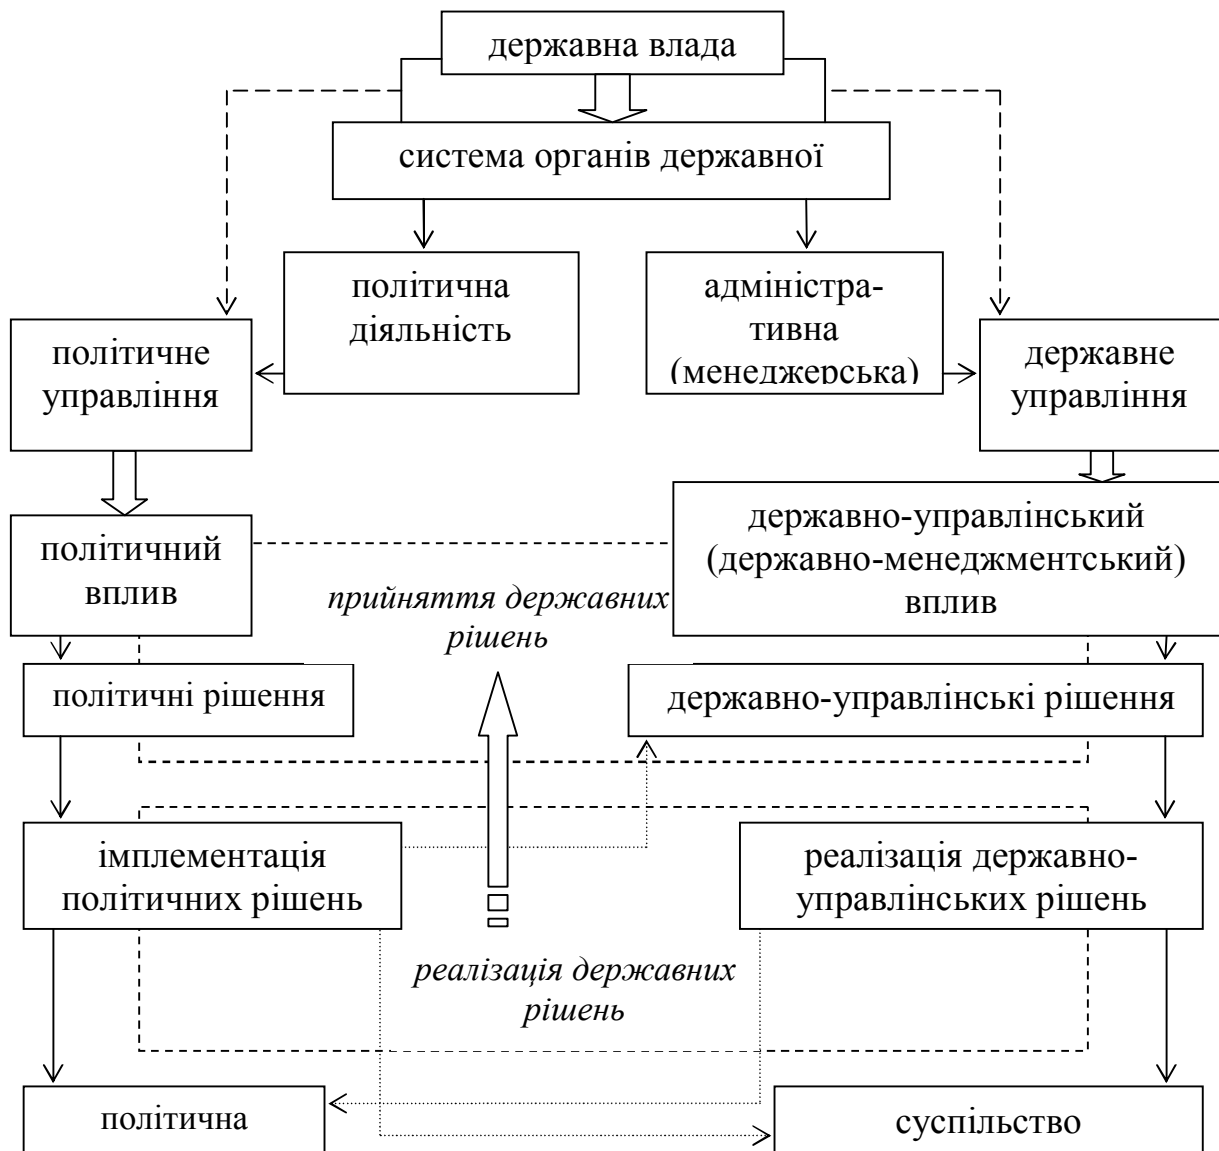 державна влада
система органів державної
політична
діяльність
адміністра-
тивна
(менеджерська)
політичне
управління
державне
управління
політичний
вплив
державно-управлінський
(державно-менеджментський)
вплив
прийняття державних
рішень
політичні рішення
державно-управлінські рішення
імплементація
політичних рішень
реалізація державно-
управлінських рішень
реалізація державних
рішень
політична
суспільство